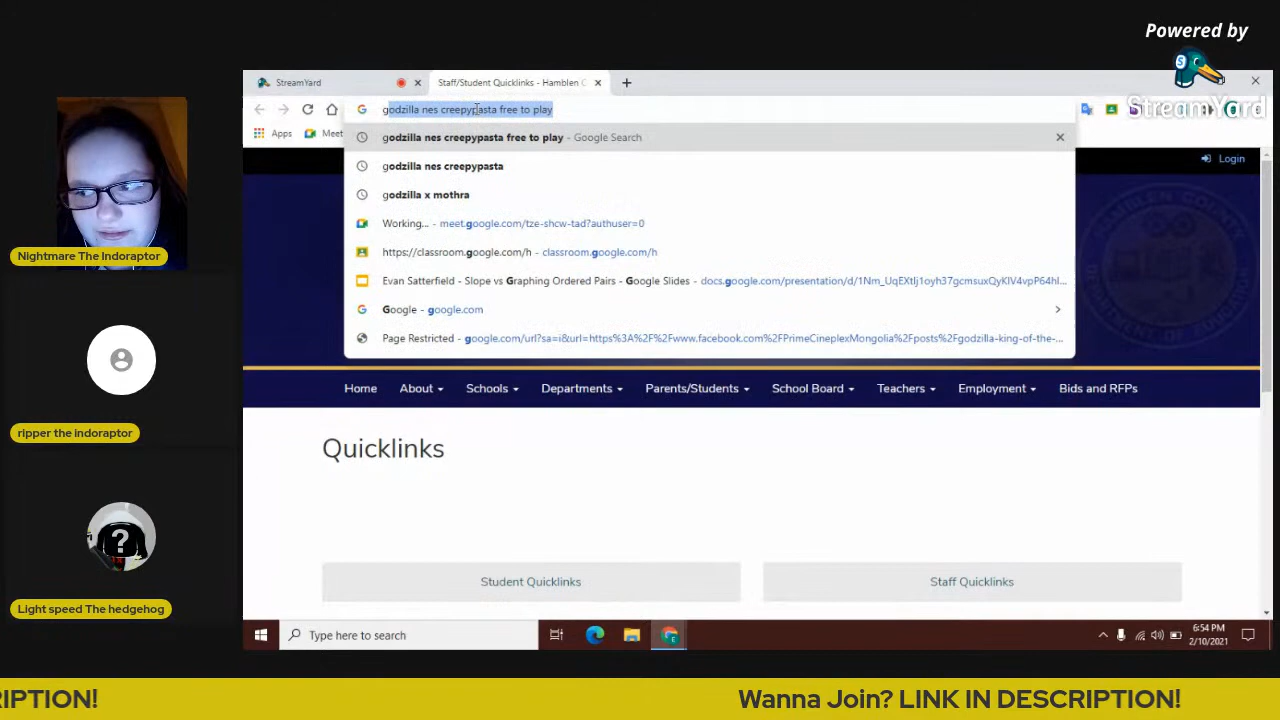 Powered by
StreamYard
StreamYard
Staff/Student Quicklinks - Hamblen C
godzilla nes creepypasta free to play
Apps
Meet
godzilla nes creepypasta free to play - Google Search
godzilla nes creepypasta
godzilla x mothra
Working... - meet.google.com/tze-shcw-tad?authuser=0
https://classroom.google.com/h - classroom.google.com/h
Evan Satterfield - Slope vs Graphing Ordered Pairs - Google Slides - docs.google.com/presentation/d/1Nm_UqEXtIj1oyh37gcmsuxQyKIV4vpP64hl...
Google - google.com
Page Restricted - google.com/url?sa=i&url=https%3A%2F%2Fwww.facebook.com%2FPrimeCineplexMongolia%2Fposts%2Fgodzilla-king-of-the-...
Login
Home About Schools Departments Parents/Students School Board Teachers Employment Bids and RFPs
Quicklinks
Student Quicklinks
Staff Quicklinks
Type here to search
6:54 PM
2/10/2021
Nightmare The Indoraptor
ripper the indoraptor
?
Light speed The hedgehog
RIPTION!
Wanna Join? LINK IN DESCRIPTION!